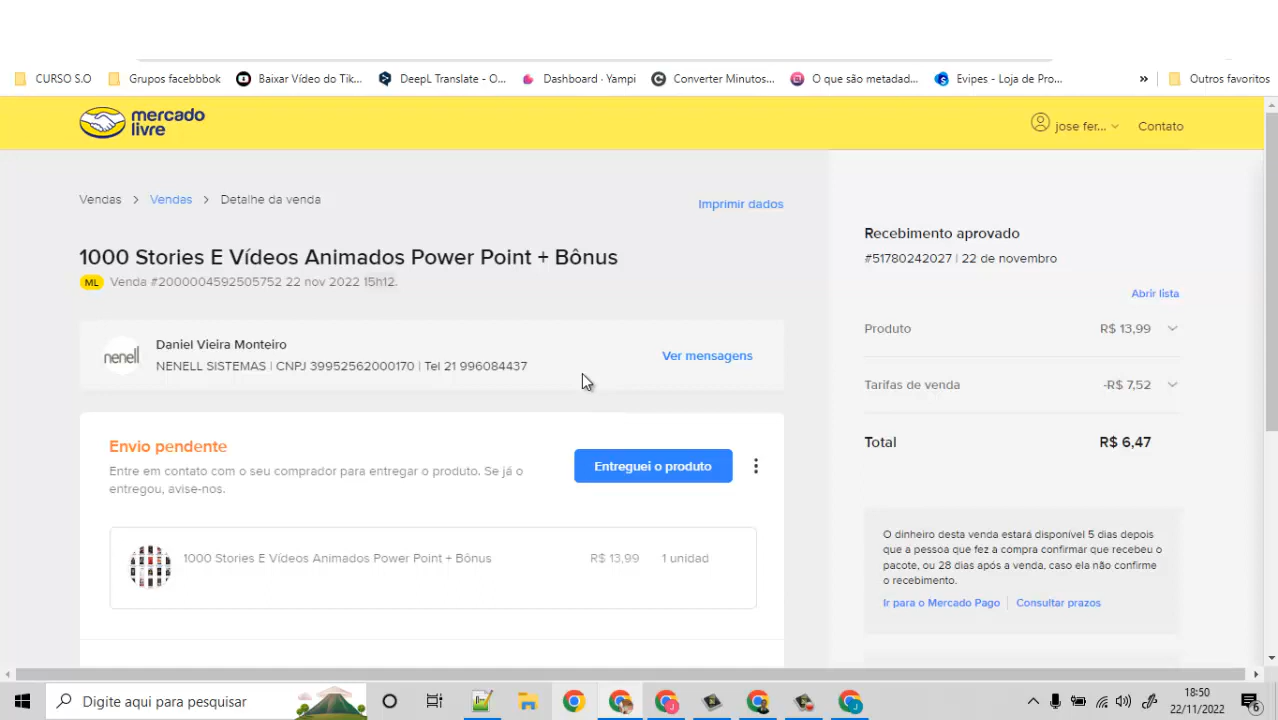 CURSO S.O
Grupos facebbbok
Baixar Vídeo do Tik...
DeepL Translate - O...
Dashboard · Yampi
Converter Minutos...
O que são metadad...
Evipes - Loja de Pro...
»
Outros favoritos
mercado
livre
jose fer...
Contato
Vendas > Vendas > Detalhe da venda
Imprimir dados
1000 Stories E Vídeos Animados Power Point + Bônus
ML Venda #2000004592505752 22 nov 2022 15h12.
nenell
Daniel Vieira Monteiro
NENELL SISTEMAS | CNPJ 39952562000170 | Tel 21 996084437
Ver mensagens
Envio pendente
Entre em contato com o seu comprador para entregar o produto. Se já o
entregou, avise-nos.
Entreguei o produto
1000 Stories E Vídeos Animados Power Point + Bônus
R$ 13,99
1 unidad
Recebimento aprovado
#51780242027 | 22 de novembro
Abrir lista
Produto R$ 13,99
Tarifas de venda -R$ 7,52
Total R$ 6,47
O dinheiro desta venda estará disponível 5 dias depois
que a pessoa que fez a compra confirmar que recebeu o
pacote, ou 28 dias após a venda, caso ela não confirme
o recebimento.
Ir para o Mercado Pago | Consultar prazos
Digite aqui para pesquisar
18:50
22/11/2022
6